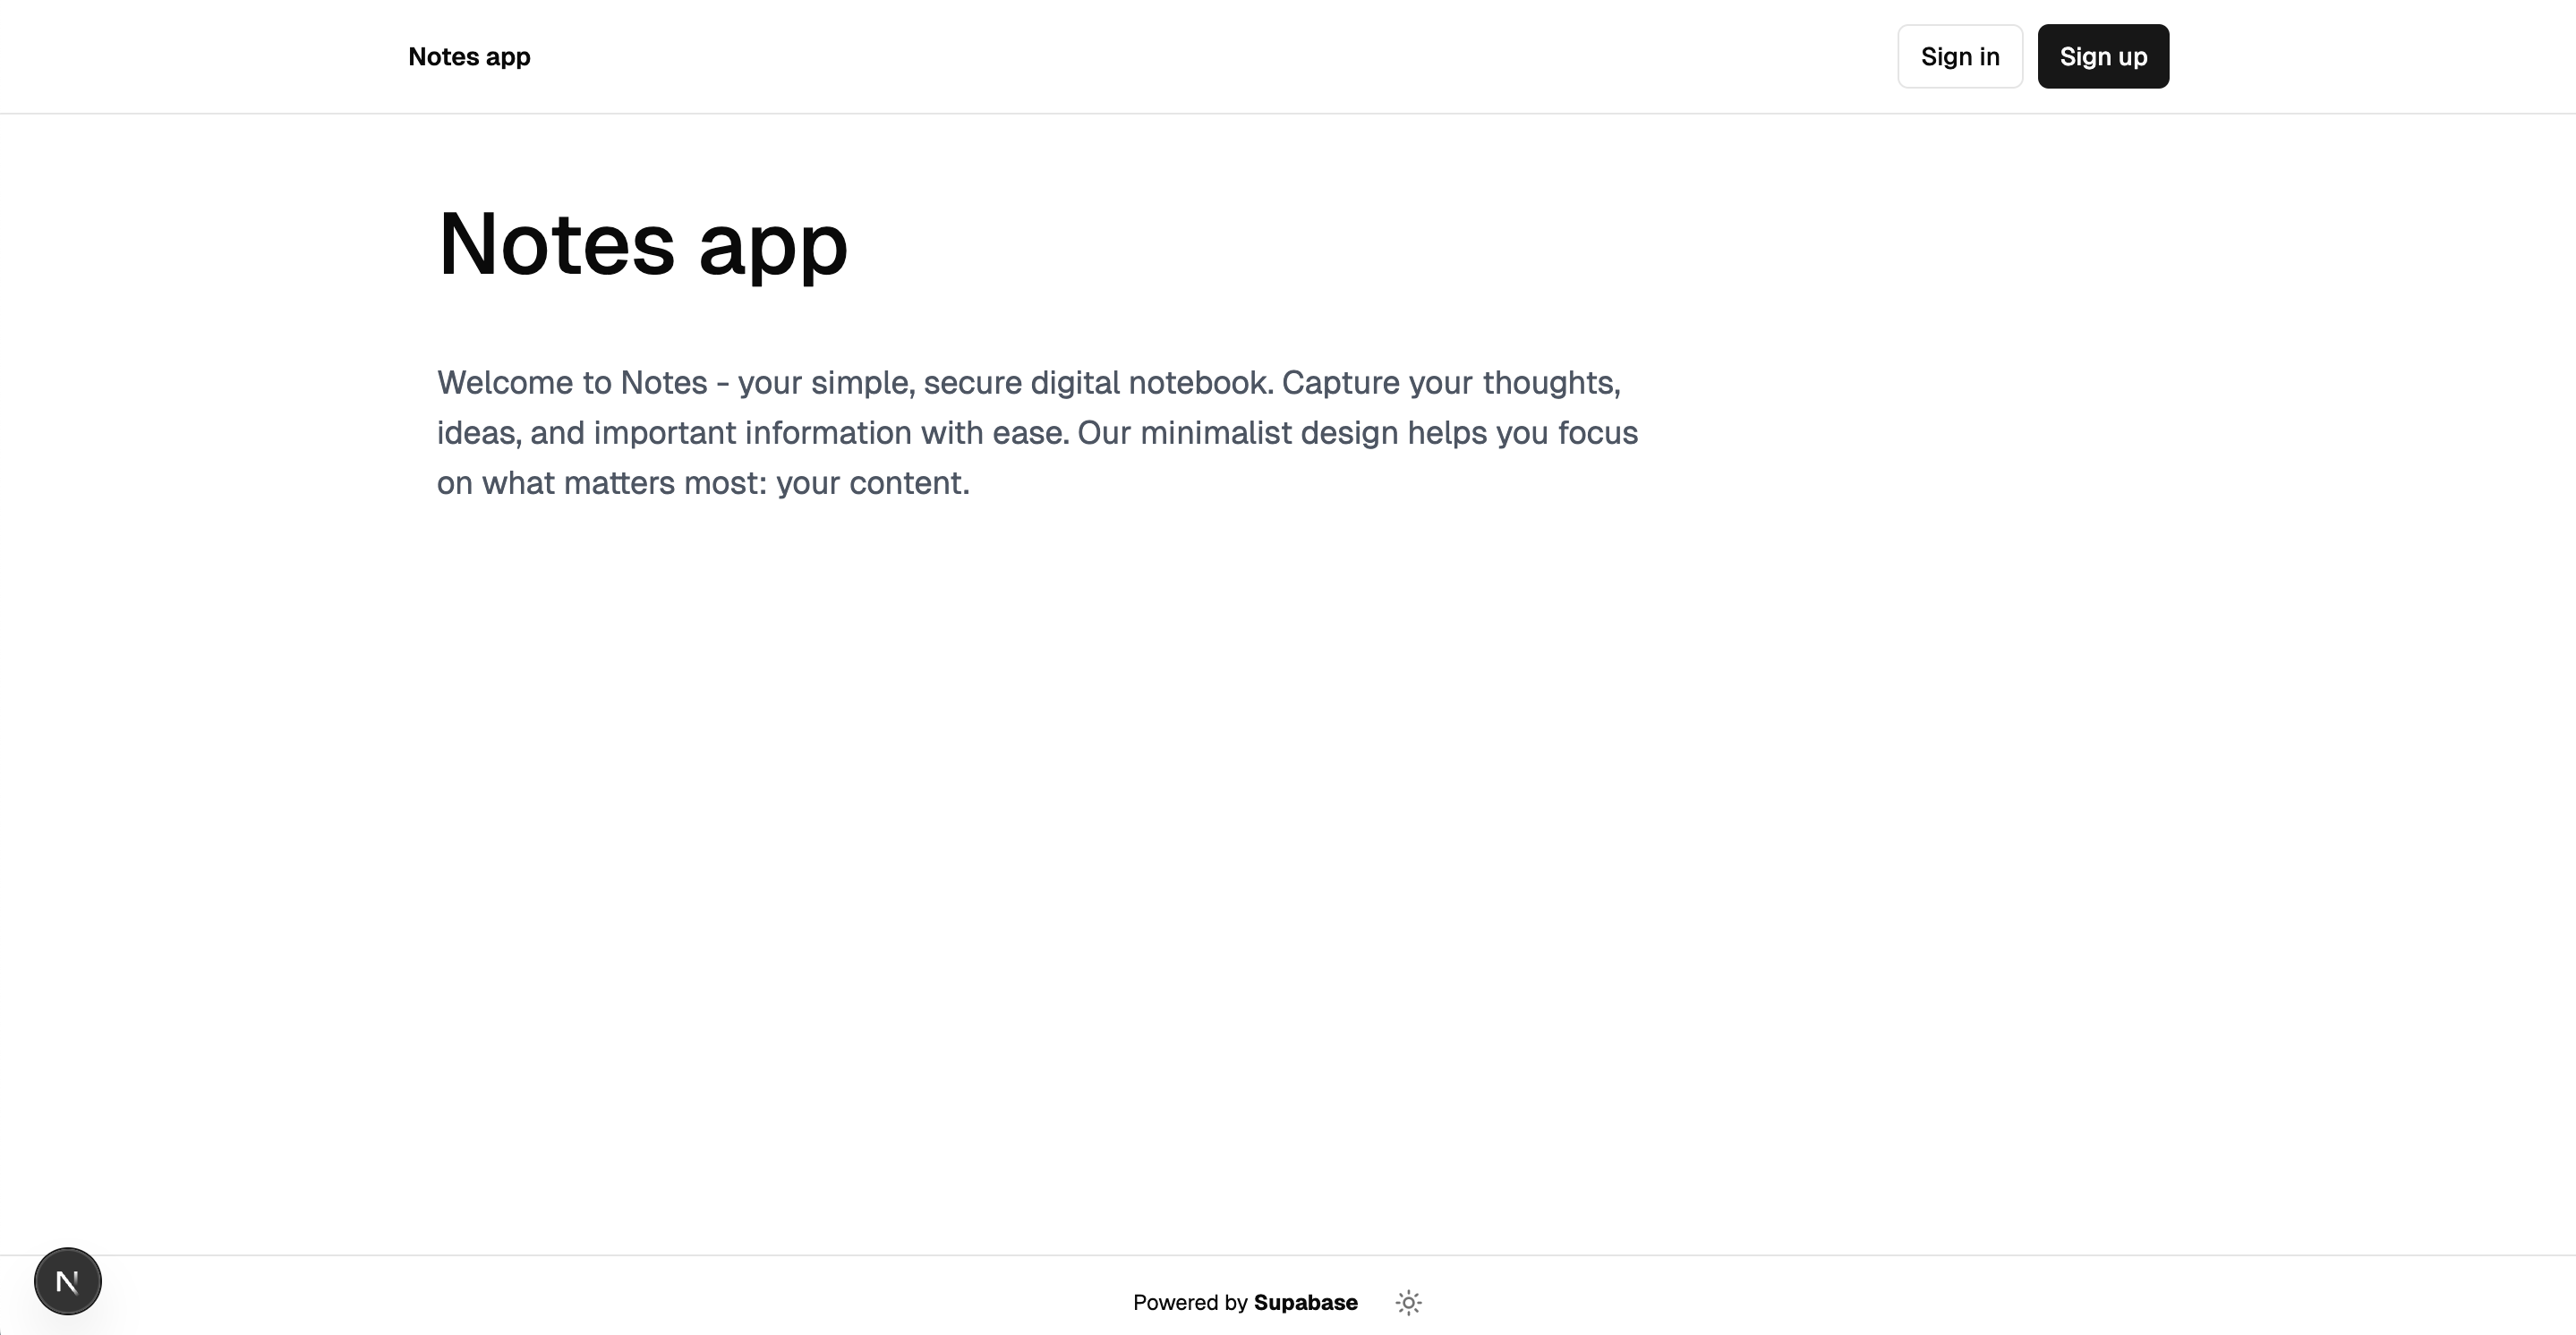 Notes app
Sign in
Sign up
Notes app
Welcome to Notes - your simple, secure digital notebook. Capture your thoughts,
ideas, and important information with ease. Our minimalist design helps you focus
on what matters most: your content.
N
Powered by Supabase